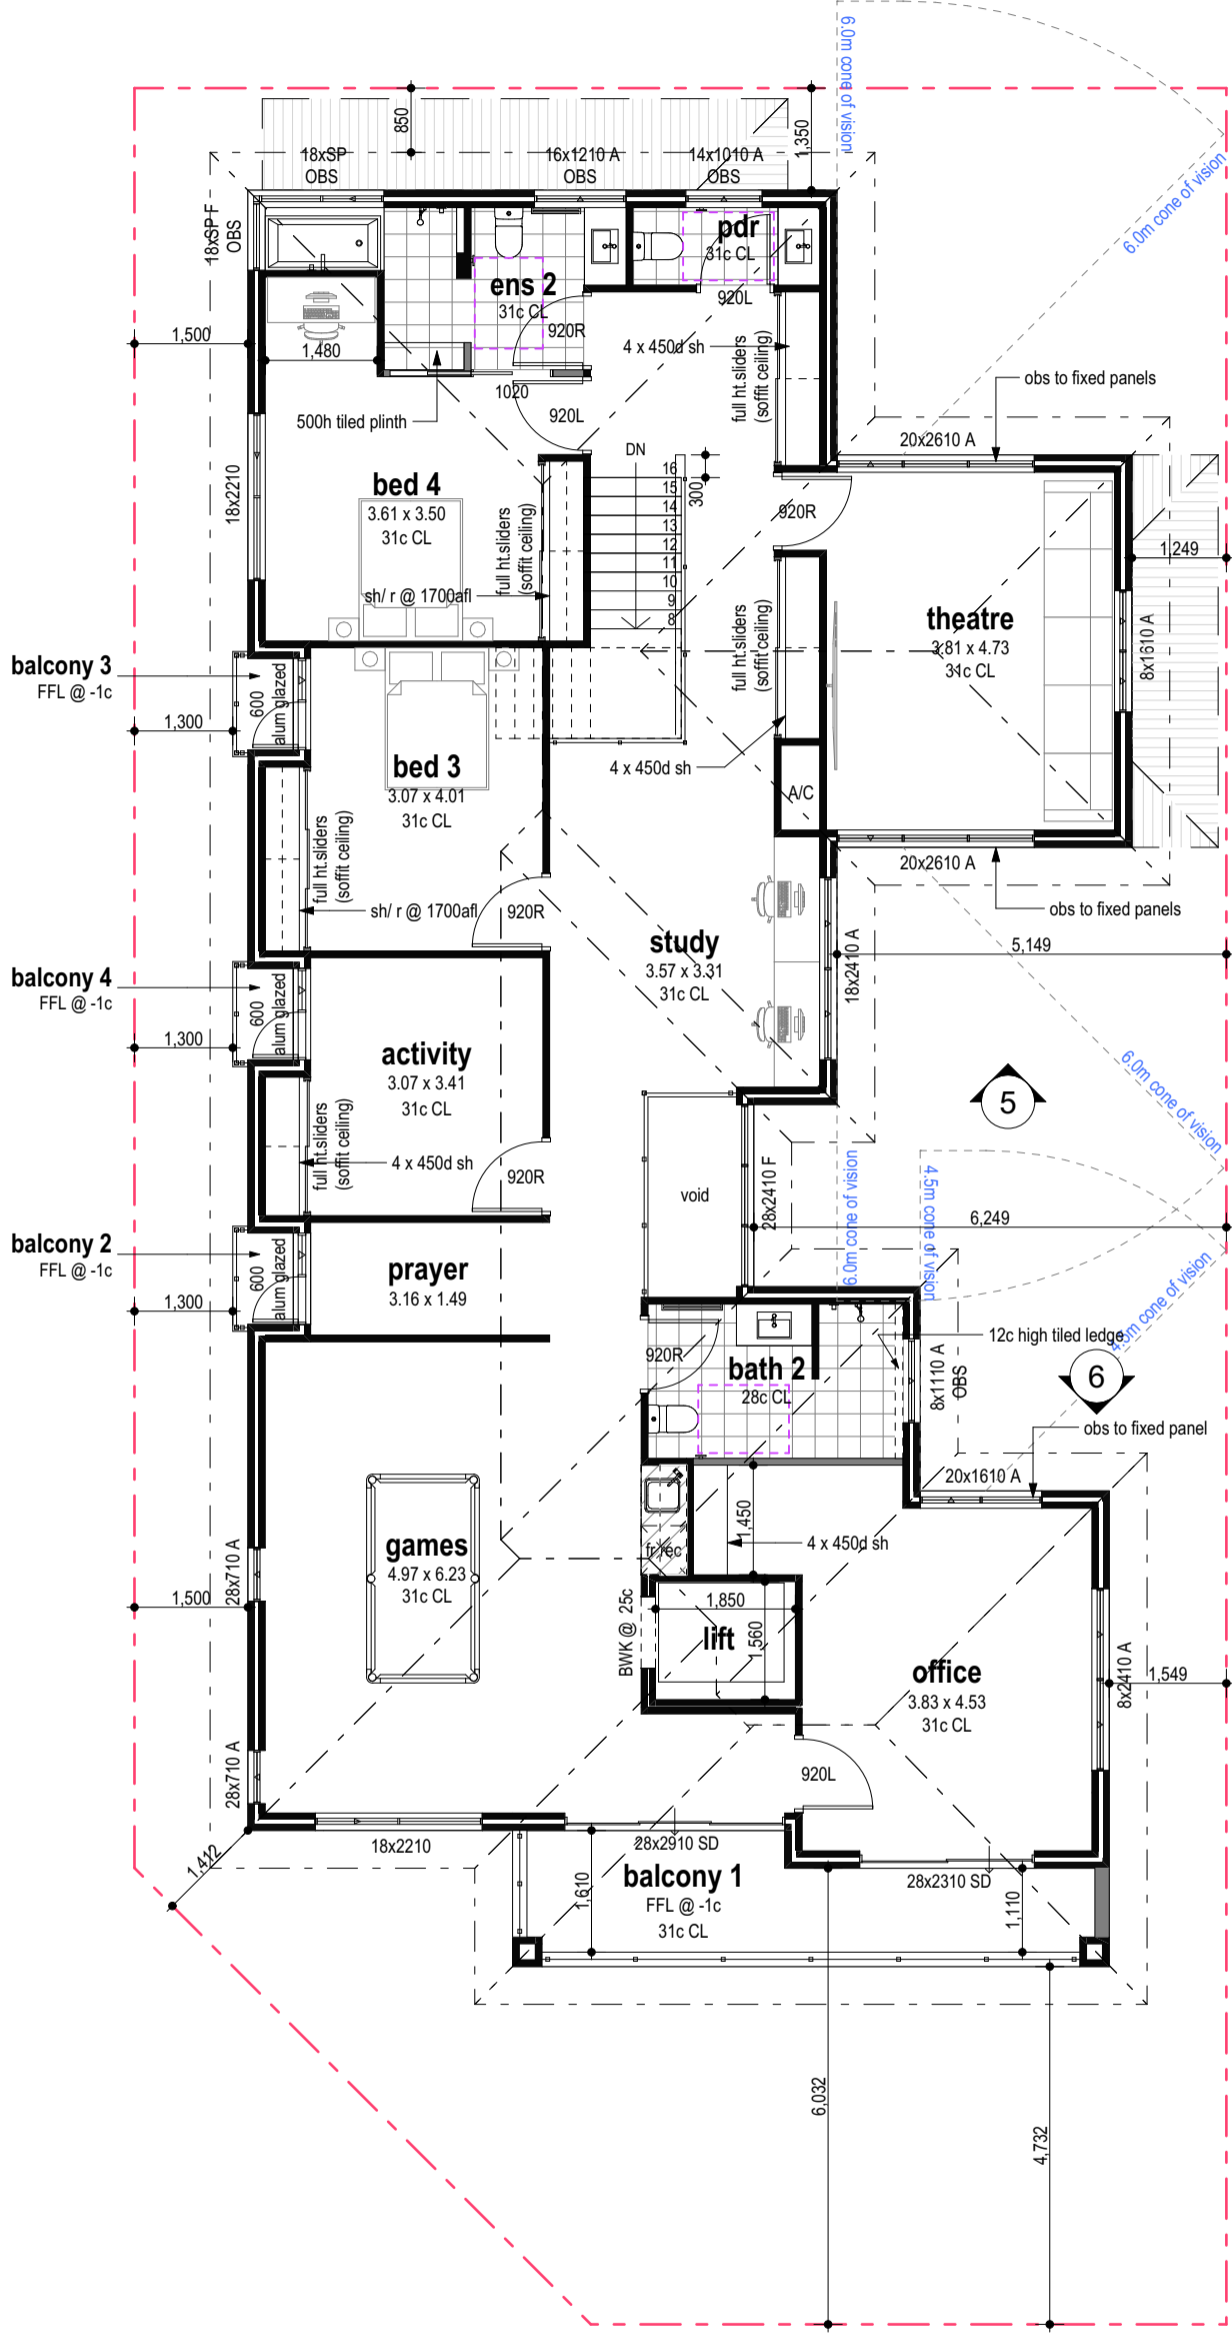 6.0m cone of vision
6.0m cone of vision
850
1,350
18xSP
OBS
16x1210 A
OBS
14x1010 A
OBS
18xSP F
OBS
pdr
31c CL
920L
ens 2
31c CL
920R
1,500
1,480
4 x 450d sh
full ht.sliders
(soffit ceiling)
obs to fixed panels
1020
920L
500h tiled plinth
DN
20x2610 A
16
15
14
13
12
11
10
9
8
300
18x2210
bed 4
3.61 x 3.50
31c CL
full ht.sliders
(soffit ceiling)
sh/ r @ 1700afl
920R
1,249
theatre
3.81 x 4.73
31c CL
8x1610 A
full ht.sliders
(soffit ceiling)
balcony 3
FFL @ -1c
600
alum glazed
1,300
bed 3
3.07 x 4.01
31c CL
4 x 450d sh
A/C
full ht.sliders
(soffit ceiling)
20x2610 A
sh/ r @ 1700afl
920R
obs to fixed panels
study
3.57 x 3.31
31c CL
18x2410 A
5,149
balcony 4
FFL @ -1c
600
alum glazed
1,300
activity
3.07 x 3.41
31c CL
6.0m cone of vision
5
full ht.sliders
(soffit ceiling)
4 x 450d sh
920R
void
28x2410 F
6.0m cone of vision
4.5m cone of vision
6,249
balcony 2
FFL @ -1c
600
alum glazed
1,300
prayer
3.16 x 1.49
4.5m cone of vision
12c high tiled ledge
920R
bath 2
28c CL
8x1110 A
OBS
6
obs to fixed panel
20x1610 A
1,450
4 x 450d sh
fr rec
games
4.97 x 6.23
31c CL
28x710 A
1,500
BWK @ 25c
1,850
1,560
lift
office
3.83 x 4.53
31c CL
8x2410 A
1,549
28x710 A
920L
18x2210
28x2910 SD
1,412
1,610
balcony 1
FFL @ -1c
31c CL
28x2310 SD
1,110
6,032
4,732